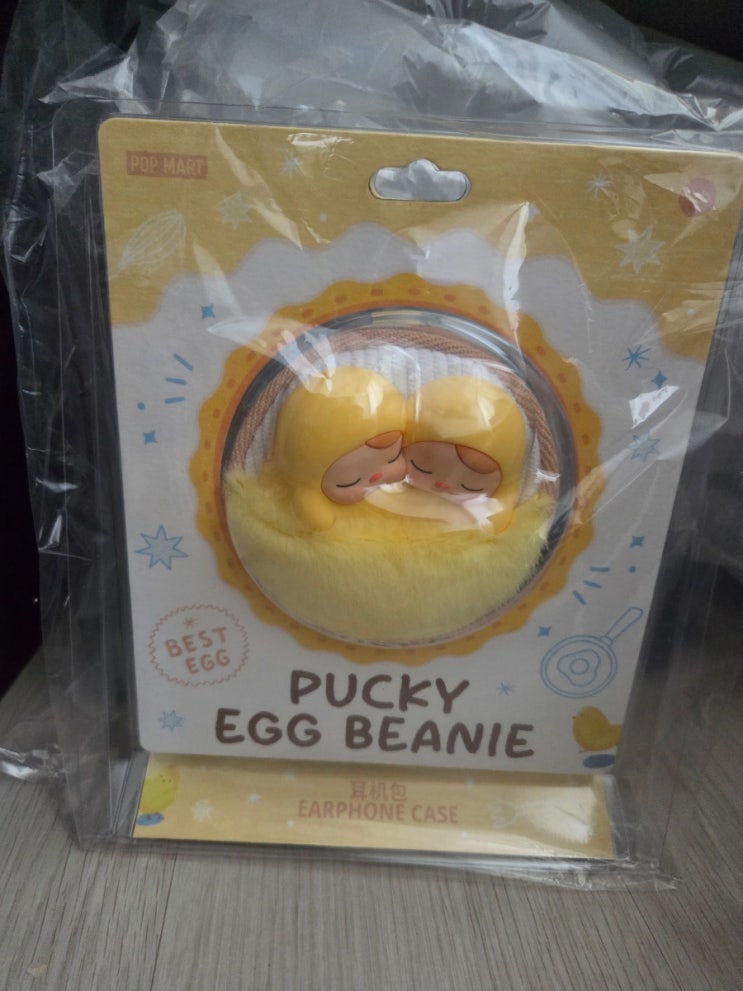 POP MART
BEST
EGG
PUCKY
EGG BEANIE
耳机包
EARPHONE CASE